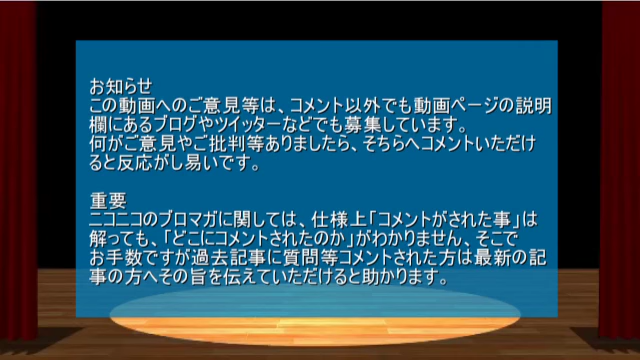 お知らせ
この動画へのご意見等は、コメント以外でも動画ページの説明
欄にあるブログやツイッターなどでも募集しています。
何がご意見やご批判等ありましたら、そちらへコメントいただけ
ると反応がし易いです。
重要
ニコニコのブロマガに関しては、仕様上「コメントがされた事」は
解っても、「どこにコメントされたのか」がわかりません、そこで
お手数ですが過去記事に質問等コメントされた方は最新の記
事の方へその旨を伝えていただけると助かります。